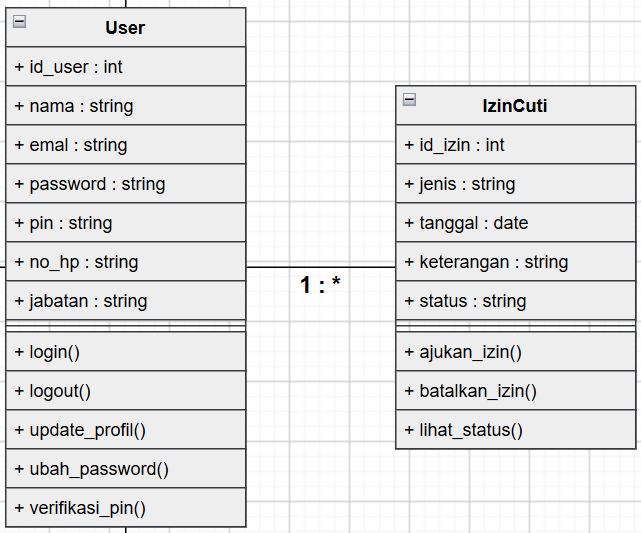 User
+ id_user : int
+ nama : string
+ emal : string
+ password : string
+ pin : string
+ no_hp : string
+ jabatan : string
+ login()
+ logout()
+ update_profil()
+ ubah_password()
+ verifikasi_pin()
1 : *
IzinCuti
+ id_izin : int
+ jenis : string
+ tanggal : date
+ keterangan : string
+ status : string
+ ajukan_izin()
+ batalkan_izin()
+ lihat_status()